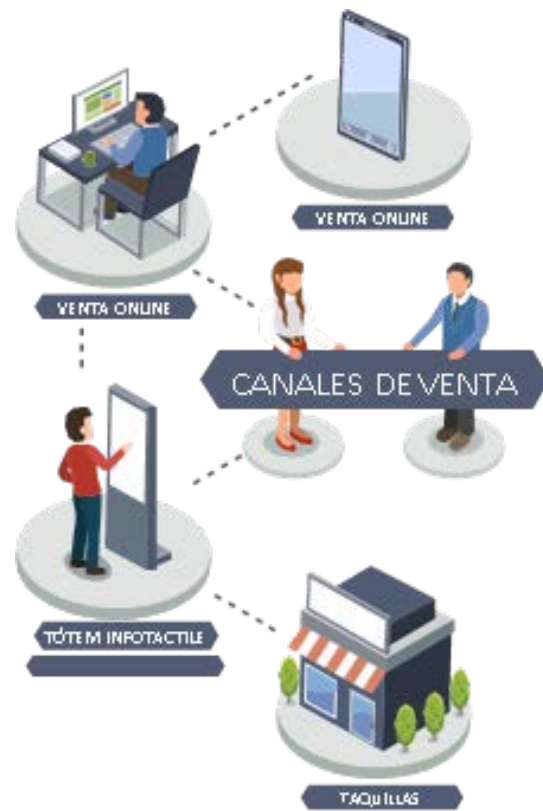 VENTA ONLINE
VENTA ONLINE
CANALES DE VENTA
TÓTEM INFOTACTILE
TAQUILLAS